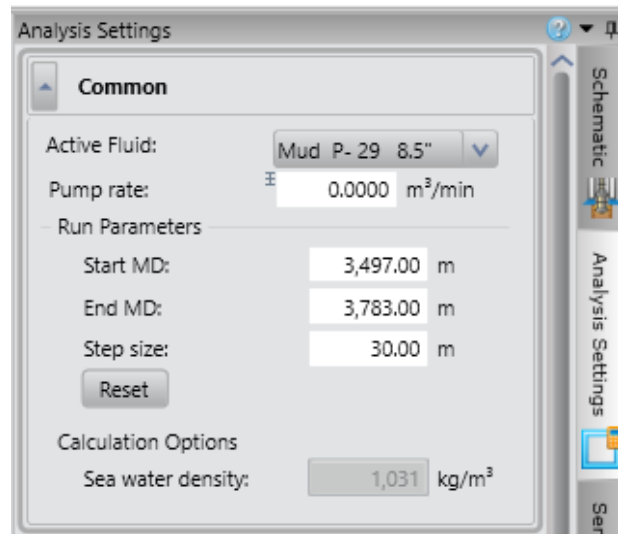 Analysis Settings
Common
Active Fluid: Mud P- 29 8.5"
Pump rate: 0.0000 m³/min
Run Parameters
Start MD: 3,497.00 m
End MD: 3,783.00 m
Step size: 30.00 m
Reset
Calculation Options
Sea water density: 1,031 kg/m³
Schematic
Analysis Settings